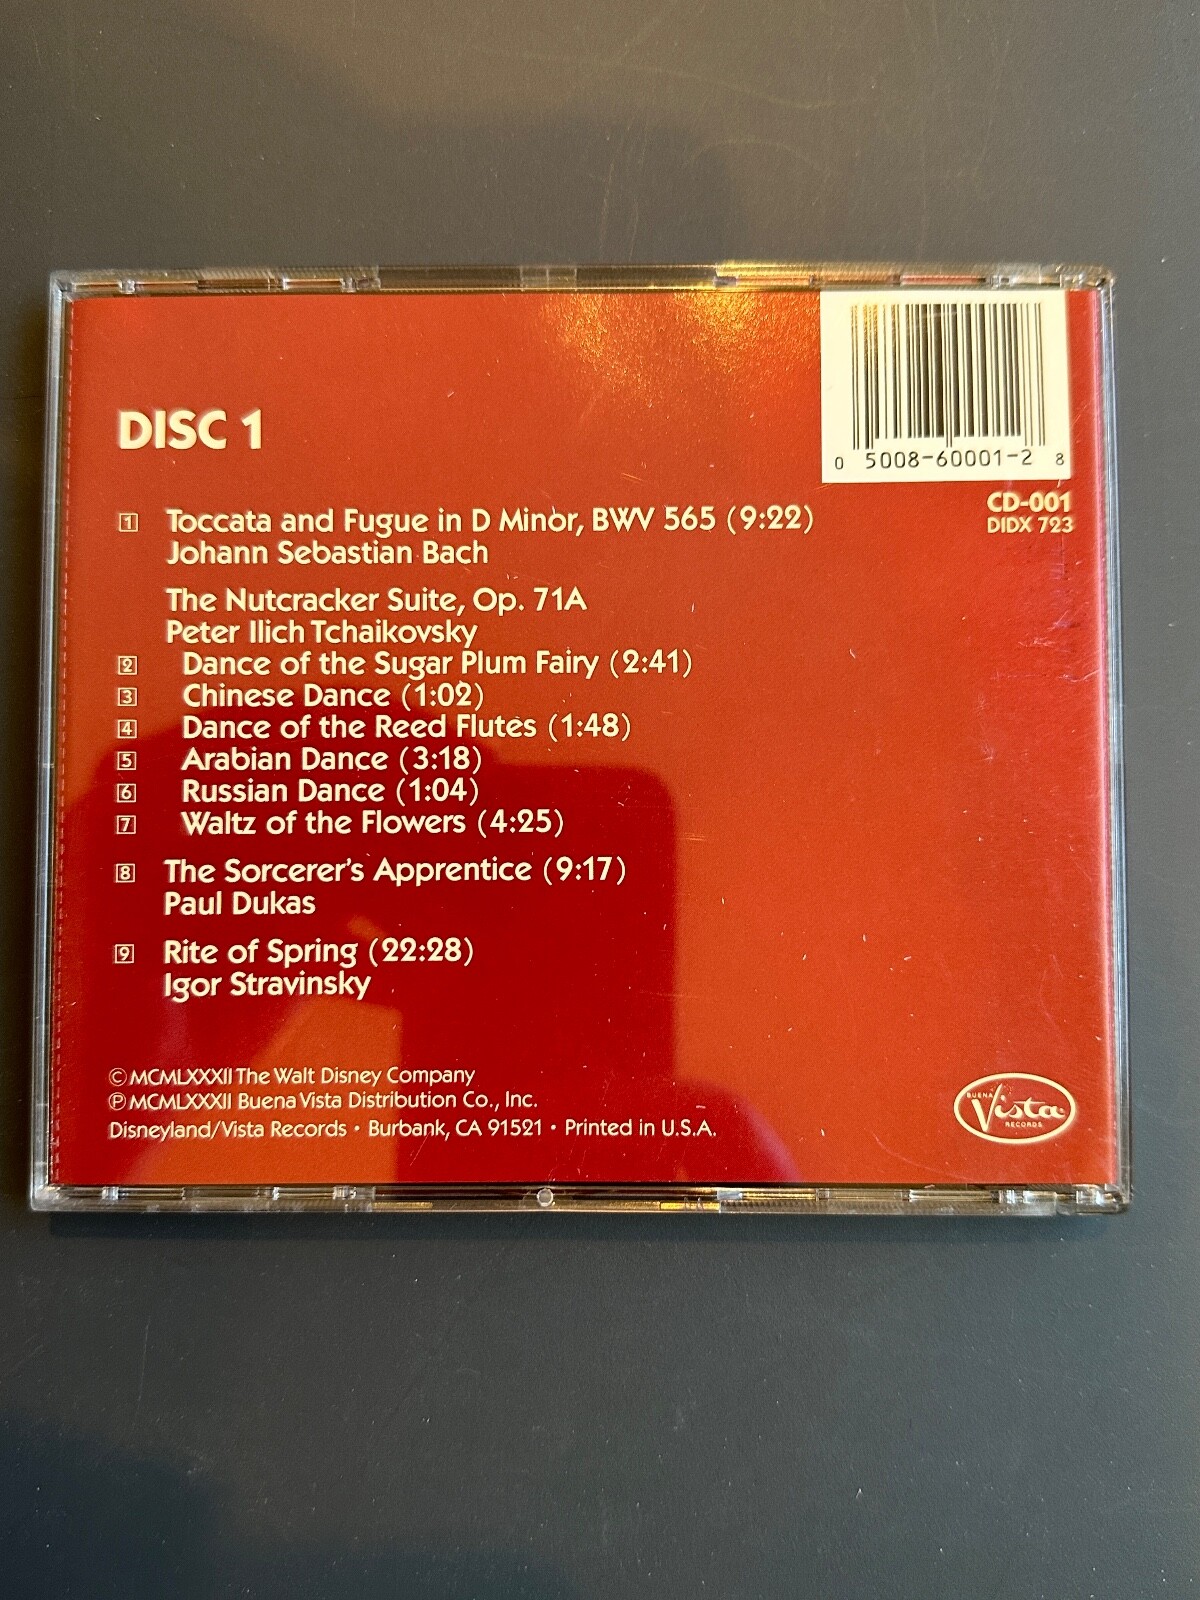 DISC 1
0 5008-60001-2 8
CD-001
DIDX 723
1 Toccata and Fugue in D Minor, BWV 565 (9:22)
Johann Sebastian Bach
The Nutcracker Suite, Op. 71A
Peter Ilich Tchaikovsky
2 Dance of the Sugar Plum Fairy (2:41)
3 Chinese Dance (1:02)
4 Dance of the Reed Flutes (1:48)
5 Arabian Dance (3:18)
6 Russian Dance (1:04)
7 Waltz of the Flowers (4:25)
8 The Sorcerer's Apprentice (9:17)
Paul Dukas
9 Rite of Spring (22:28)
Igor Stravinsky
© MCMLXXXII The Walt Disney Company
℗ MCMLXXXII Buena Vista Distribution Co., Inc.
Disneyland/Vista Records • Burbank, CA 91521 • Printed in U.S.A.
BUENA
Vista
RECORDS